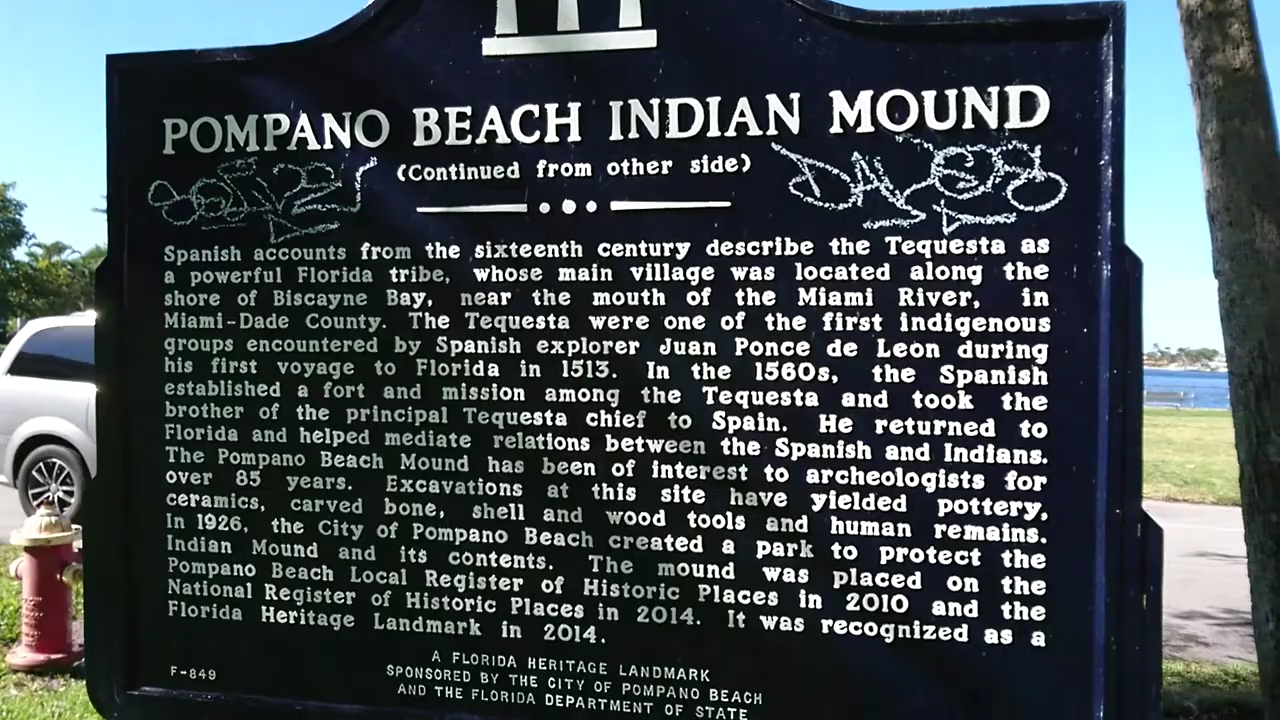 POMPANO BEACH INDIAN MOUND
(Continued from other side)
Spanish accounts from the sixteenth century describe the Tequesta as
a powerful Florida tribe, whose main village was located along the
shore of Biscayne Bay, near the mouth of the Miami River, in
Miami-Dade County. The Tequesta were one of the first indigenous
groups encountered by Spanish explorer Juan Ponce de Leon during
his first voyage to Florida in 1513. In the 1560s, the Spanish
established a fort and mission among the Tequesta and took the
brother of the principal Tequesta chief to Spain. He returned to
Florida and helped mediate relations between the Spanish and Indians.
The Pompano Beach Mound has been of interest to archeologists for
over 85 years. Excavations at this site have yielded pottery,
ceramics, carved bone, shell and wood tools and human remains.
In 1926, the City of Pompano Beach created a park to protect the
Indian Mound and its contents. The mound was placed on the
Pompano Beach Local Register of Historic Places in 2010 and the
National Register of Historic Places in 2014. It was recognized as a
Florida Heritage Landmark in 2014.
A FLORIDA HERITAGE LANDMARK
SPONSORED BY THE CITY OF POMPANO BEACH
AND THE FLORIDA DEPARTMENT OF STATE
F-849